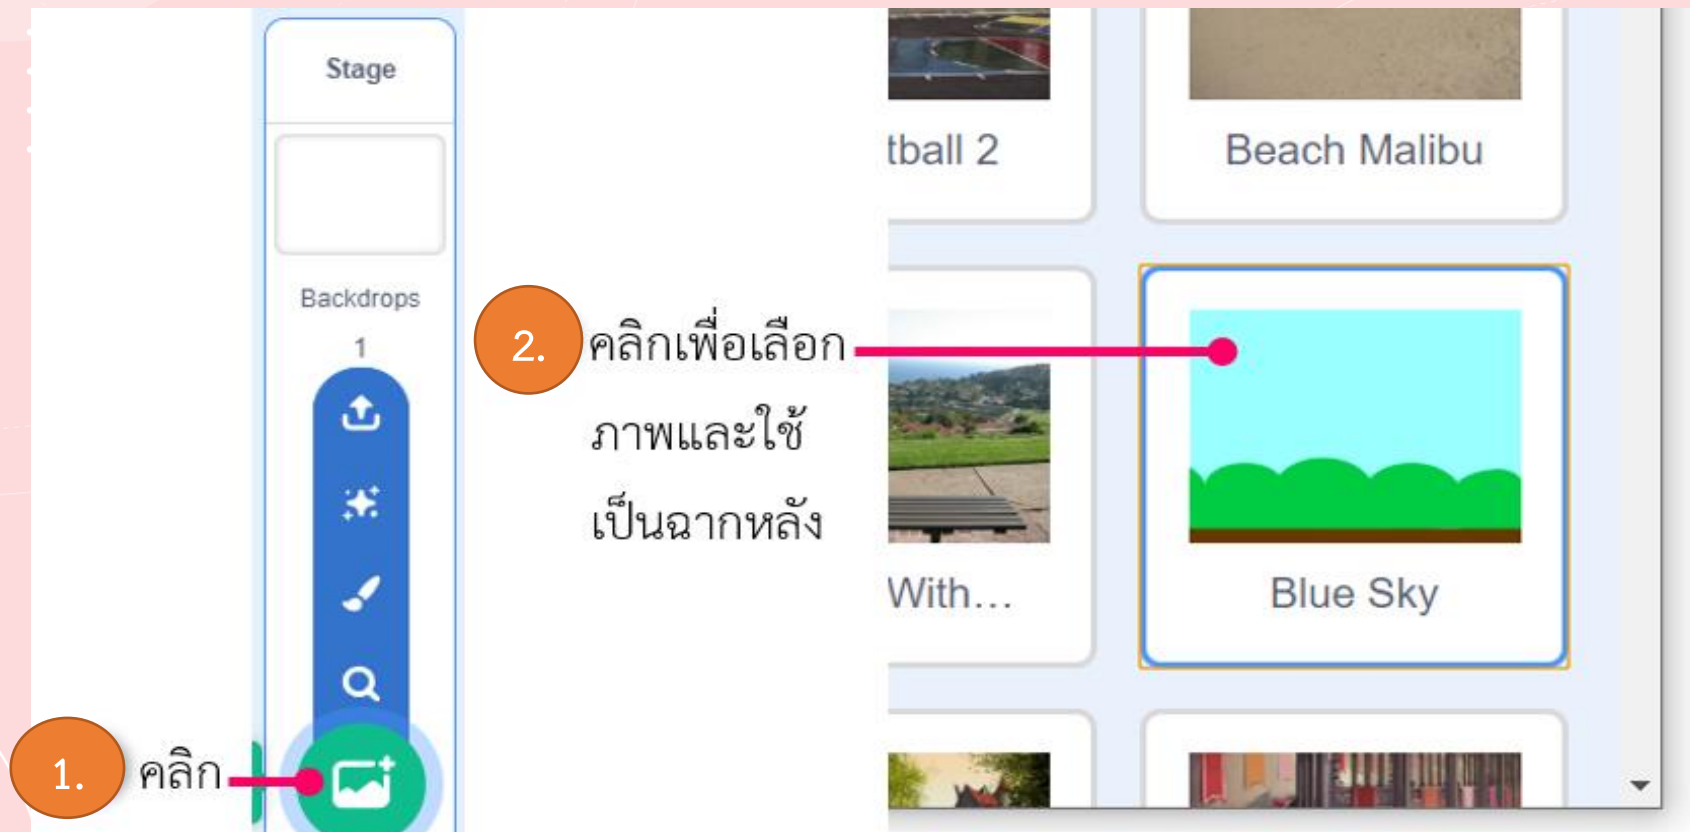 Stage
Backdrops
1
1.
คลิก
2.
คลิกเพื่อเลือก
ภาพและใช้
เป็นฉากหลัง
tball 2
Beach Malibu
With...
Blue Sky